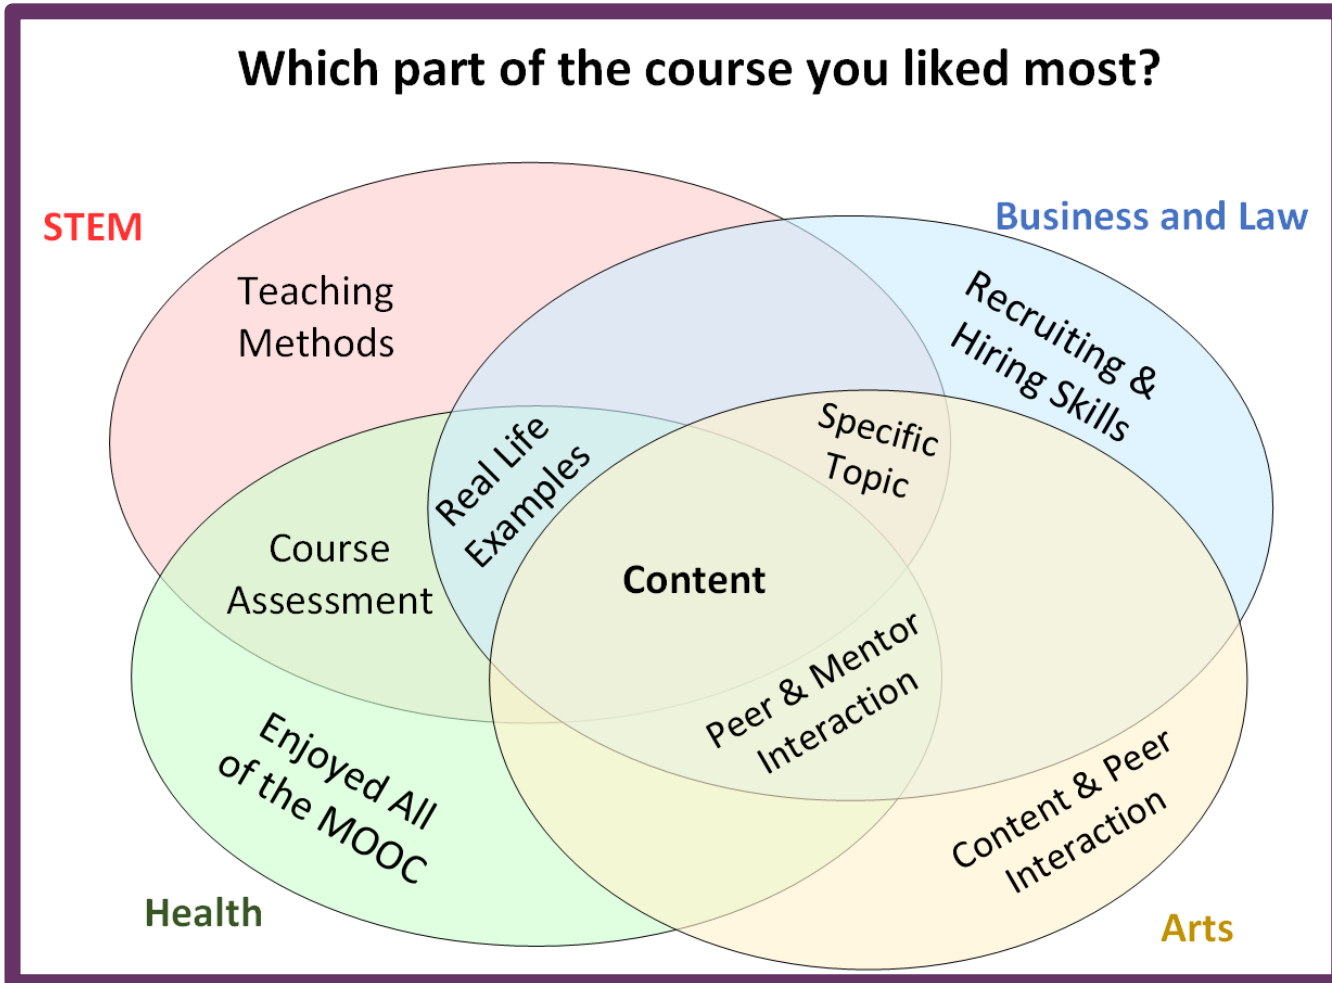 Which part of the course you liked most?
STEM
Business and Law
Teaching
Methods
Recruiting &
Hiring Skills
Real Life
Examples
Specific
Topic
Course
Assessment
Content
Peer & Mentor
Interaction
Enjoyed All
of the MOOC
Content & Peer
Interaction
Health
Arts